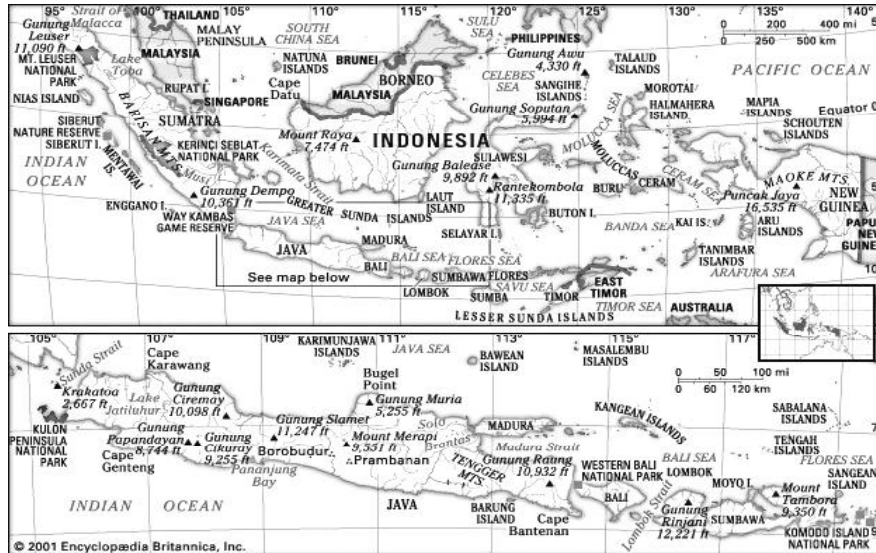 95°
100°
105°
110°
115°
120°
125°
130°
135°
140°
Strait of
Malacca
THAILAND
MALAY
PENINSULA
SOUTH
CHINA SEA
SULU
SEA
PHILIPPINES
0 200 400 mi
0 250 500 km
Gunung
Leuser
11,090 ft
MT. LEUSER
NATIONAL
PARK
Lake
Toba
MALAYSIA
NATUNA
ISLANDS
BRUNEI
Gunung Awu
4,330 ft
TALAUD
ISLANDS
PACIFIC OCEAN
NIAS ISLAND
RUPAT I.
SINGAPORE
Cape
Datu
BORNEO
MALAYSIA
CELEBES
SEA
SANGIHE
ISLANDS
MOROTAI
HALMAHERA
ISLAND
MAPIA
ISLANDS
Equator
SIBERUT
NATURE RESERVE
SIBERUT I.
SUMATRA
BARISAN MTS.
Mount Raya
7,474 ft
INDONESIA
Gunung Soputan
5,994 ft
MOLUCCA SEA
SCHOUTEN
ISLANDS
INDIAN
OCEAN
MENTAWAI
IS.
KERINCI SEBLAT
NATIONAL PARK
Musi
Karimata Strait
Gunung Balease
9,892 ft
SULAWESI
MOLUCCAS
CERAM SEA
MAOKE MTS.
NEW
GUINEA
Gunung Dempo
10,361 ft
LAUT
ISLAND
Rantekombola
11,335 ft
BURU
CERAM
Puncak Jaya
16,535 ft
ENGGANO I.
WAY KAMBAS
GAME RESERVE
GREATER SUNDA ISLANDS
JAVA SEA
BUTON I.
BANDA SEA
KAI IS.
ARU
ISLANDS
PAPUA
NEW
GUINEA
JAVA
MADURA
SELAYAR I.
TANIMBAR
ISLANDS
ARAFURA SEA
BALI SEA
FLORES SEA
See map below
BALI
SUMBAWA
FLORES
LOMBOK
SAVU SEA
SUMBA
TIMOR
EAST
TIMOR
TIMOR SEA
LESSER SUNDA ISLANDS
AUSTRALIA
105°
107°
109°
111°
113°
115°
117°
Cape
Karawang
KARIMUNJAWA
ISLANDS
JAVA SEA
BAWEAN
ISLAND
MASALEMBU
ISLANDS
0 50 100 mi
0 60 120 km
Sunda Strait
Krakatoa
2,667 ft
Lake
Jatiluhur
Gunung
Ciremay
10,098 ft
Bugel
Point
Gunung Muria
5,255 ft
KANGEAN ISLANDS
SABALANA
ISLANDS
KULON
PENINSULA
NATIONAL
PARK
Gunung
Papandayan
8,744 ft
Gunung
Cikuray
9,255 ft
Gunung Slamet
11,247 ft
Borobudur
Mount Merapi
9,551 ft
Prambanan
Solo
Brantas
MADURA
Madura Strait
TENGAH
ISLANDS
Cape
Genteng
Pananjung
Bay
TENGGER
MTS.
Gunung Raung
10,932 ft
WESTERN BALI
NATIONAL PARK
BALI SEA
LOMBOK
FLORES SEA
SANGEAN
ISLAND
MOYO I.
Mount
Tambora
9,350 ft
INDIAN OCEAN
JAVA
BARUNG
ISLAND
Cape
Bantenan
BALI
Lombok Strait
Gunung
Rinjani
12,221 ft
SUMBAWA
KOMODO ISLAND
NATIONAL PARK
© 2001 Encyclopædia Britannica, Inc.